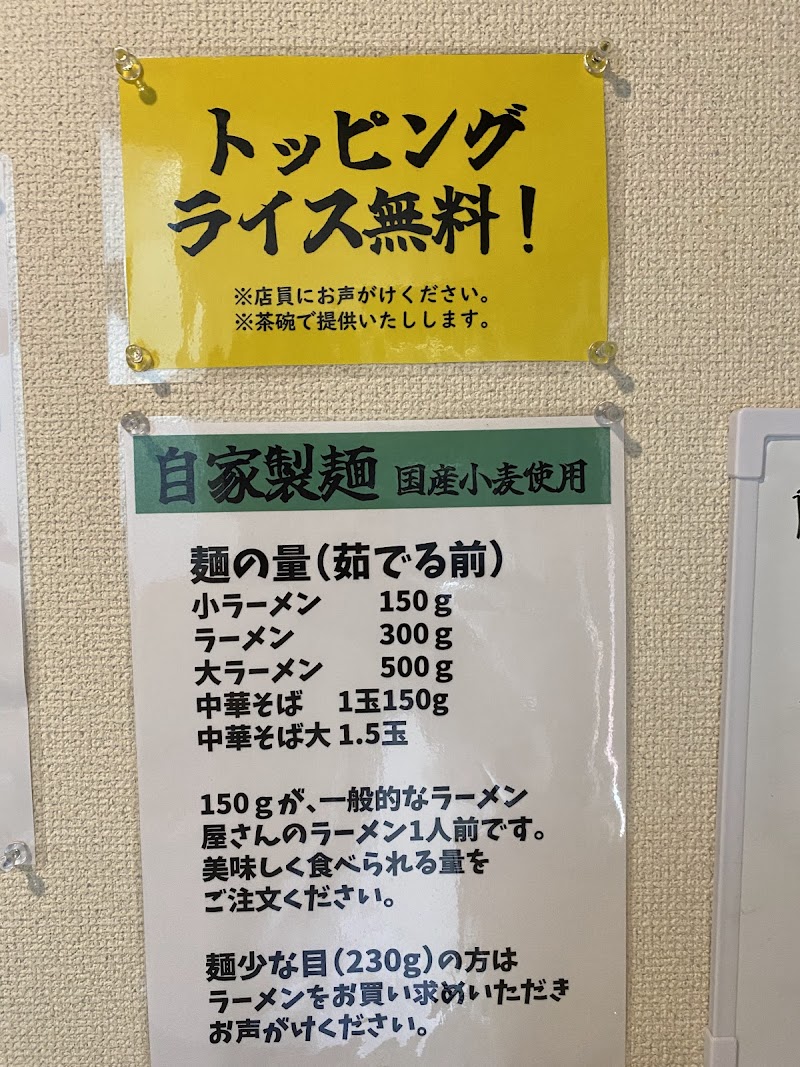 トッピング
ライス無料！
※店員にお声がけください。
※茶碗で提供いたしします。
自家製麺 国産小麦使用
麺の量（茹でる前）
小ラーメン 150ｇ
ラーメン 300ｇ
大ラーメン 500ｇ
中華そば 1玉150g
中華そば大 1.5玉
150ｇが、一般的なラーメン
屋さんのラーメン1人前です。
美味しく食べられる量を
ご注文ください。
麺少な目（230g）の方は
ラーメンをお買い求めいただき
お声がけください。